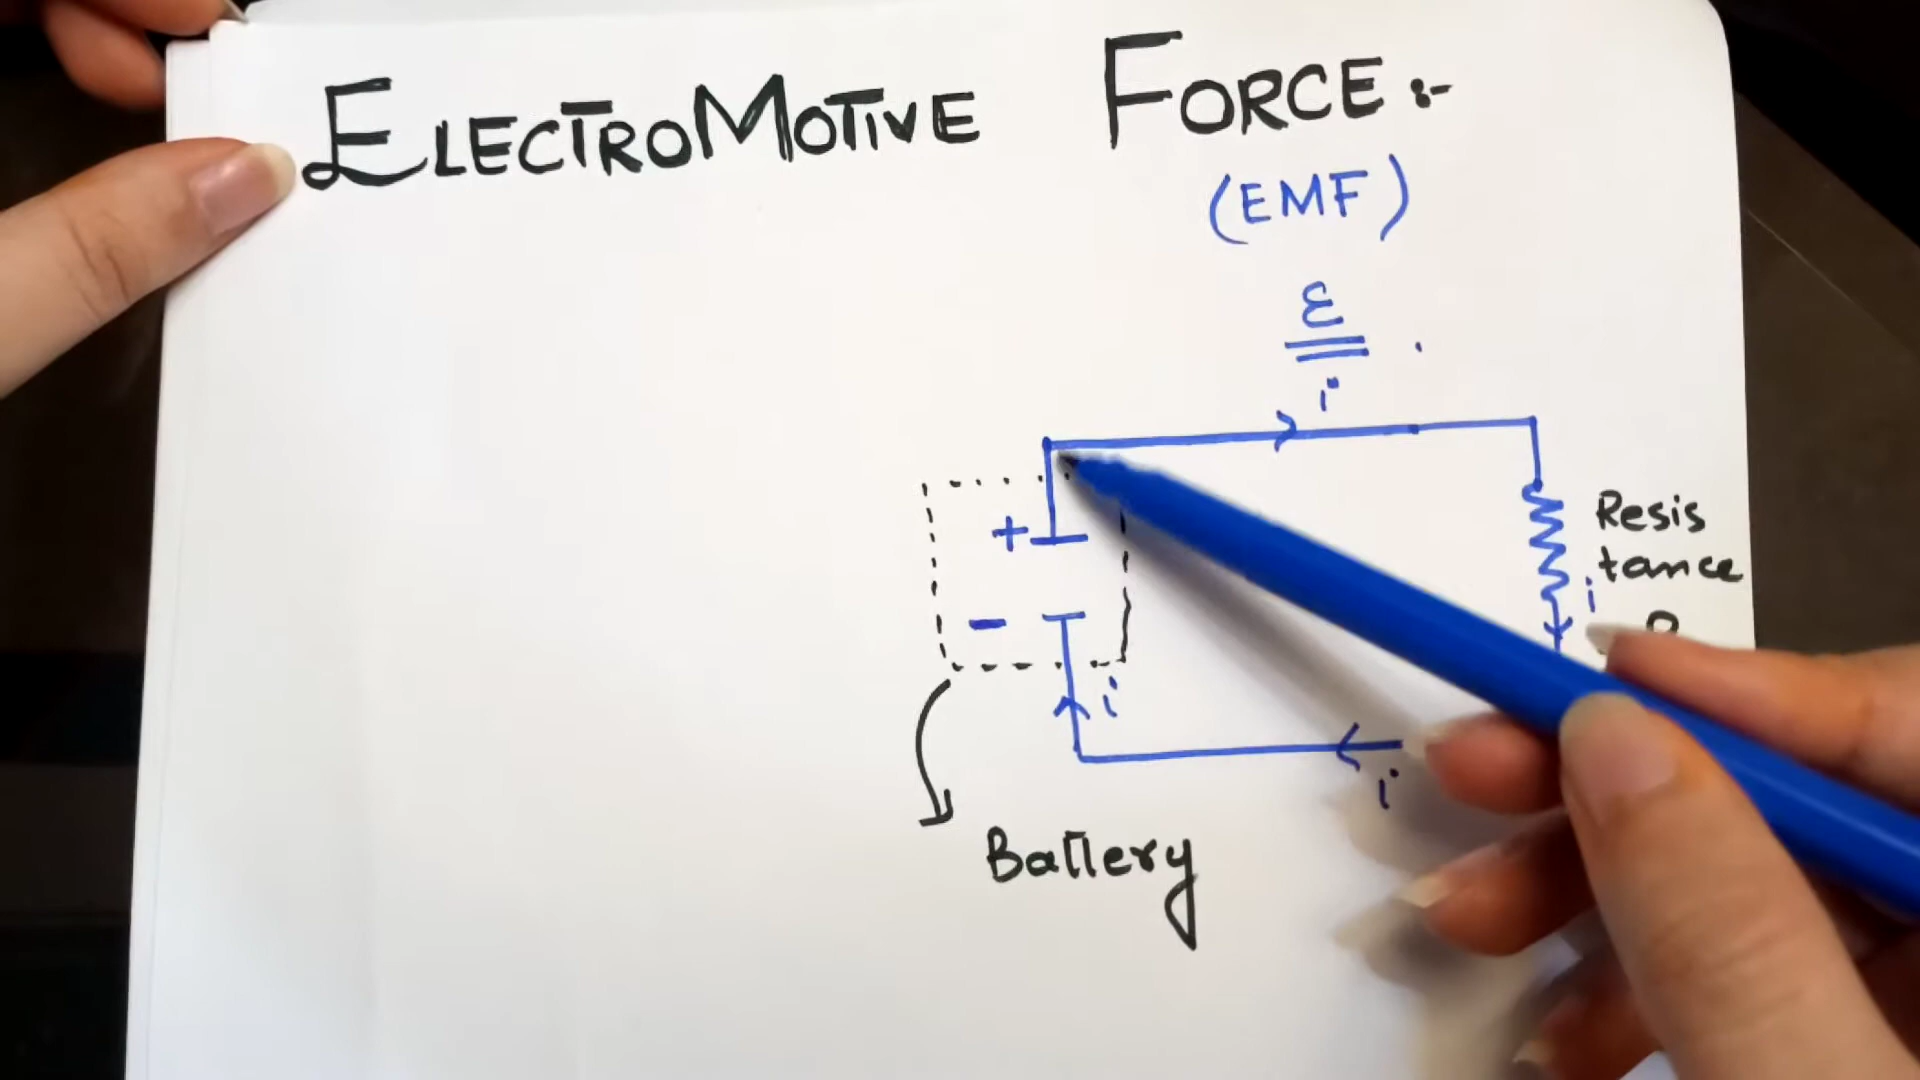 ELECTROMOTIVE FORCE :-
(EMF)
ε
i
+
Resis
tance
i
-
i
i
Battery